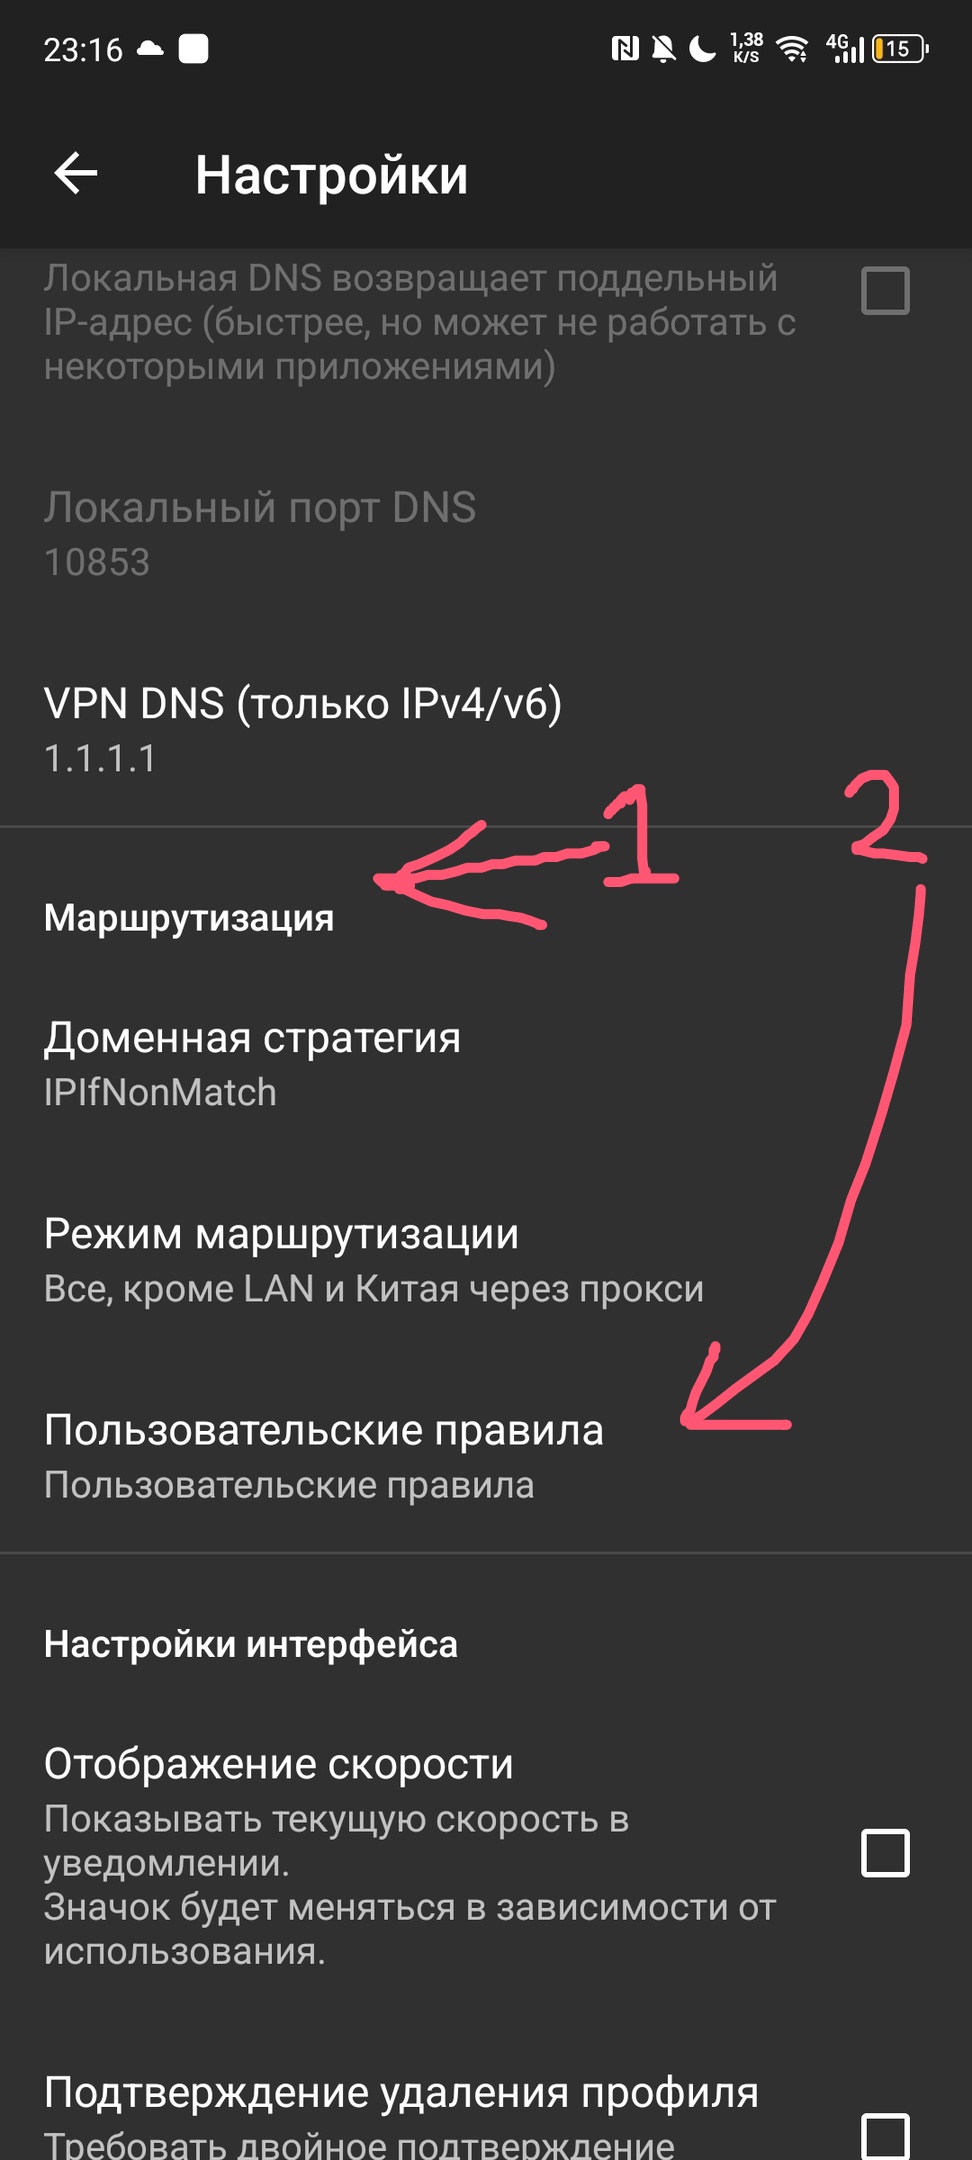 23:16
1,38
K/S
4G
15
Настройки
Локальная DNS возвращает поддельный
IP-адрес (быстрее, но может не работать с
некоторыми приложениями)
Локальный порт DNS
10853
VPN DNS (только IPv4/v6)
1.1.1.1
1
2
Маршрутизация
Доменная стратегия
IPIfNonMatch
Режим маршрутизации
Все, кроме LAN и Китая через прокси
Пользовательские правила
Пользовательские правила
Настройки интерфейса
Отображение скорости
Показывать текущую скорость в
уведомлении.
Значок будет меняться в зависимости от
использования.
Подтверждение удаления профиля
Требовать двойное подтверждение